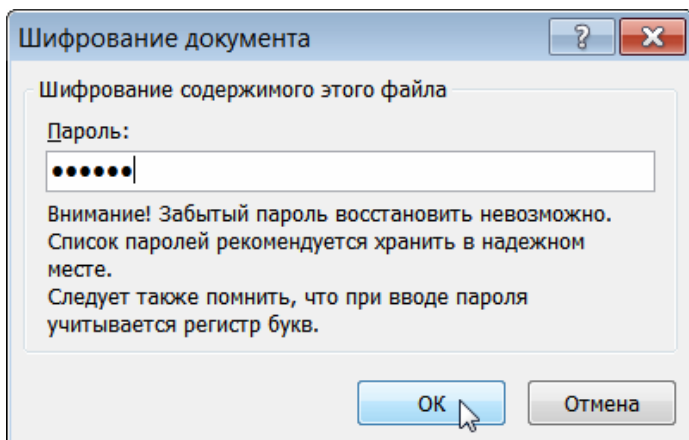 Шифрование документа
Шифрование содержимого этого файла
Пароль:
••••••
Внимание! Забытый пароль восстановить невозможно.
Список паролей рекомендуется хранить в надежном
месте.
Следует также помнить, что при вводе пароля
учитывается регистр букв.
ОК Отмена